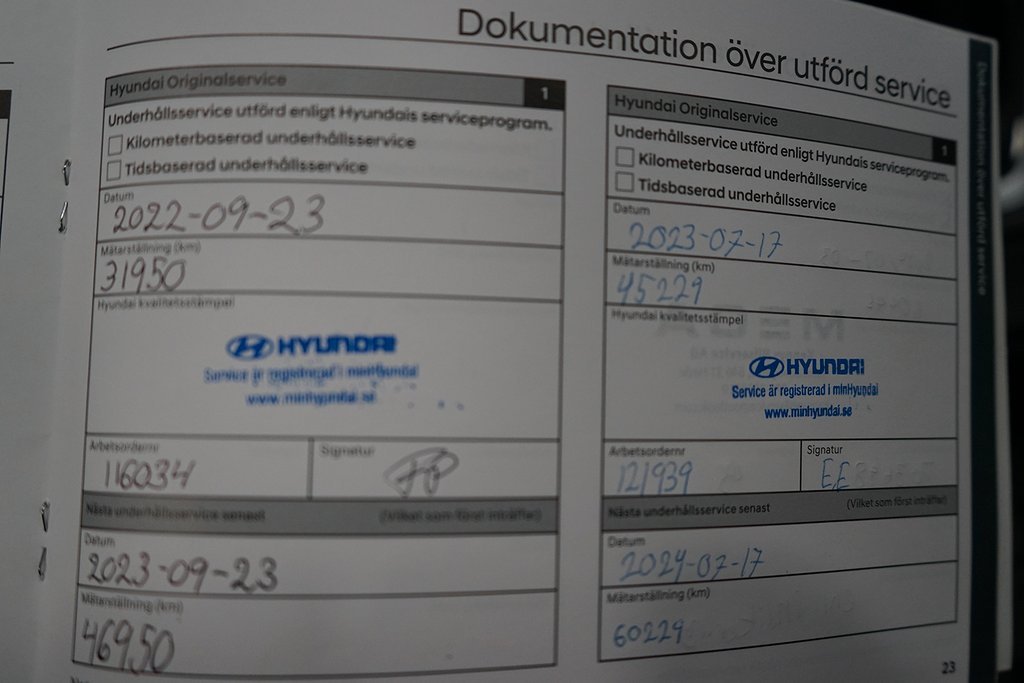 Dokumentation över utförd service
Hyundai Originalservice 1
Underhållsservice utförd enligt Hyundais serviceprogram.
Kilometerbaserad underhållsservice
Tidsbaserad underhållsservice
Datum
2022-09-23
Mätarställning (km)
31950
Hyundai kvalitetsstämpel
HYUNDAI
Service är registrerad i minHyundai
www.minhyundai.se
Arbetsordernr
116034
Signatur
Nästa underhållsservice senast (Vilket som först inträffar)
Datum
2023-09-23
Mätarställning (km)
46950
Hyundai Originalservice 1
Underhållsservice utförd enligt Hyundais serviceprogram.
Kilometerbaserad underhållsservice
Tidsbaserad underhållsservice
Datum
2023-07-17
Mätarställning (km)
45229
Hyundai kvalitetsstämpel
HYUNDAI
Service är registrerad i minHyundai
www.minhyundai.se
Arbetsordernr
121939
Signatur
EE
Nästa underhållsservice senast (Vilket som först inträffar)
Datum
2024-07-17
Mätarställning (km)
60229
23
Dokumentation över utförd service